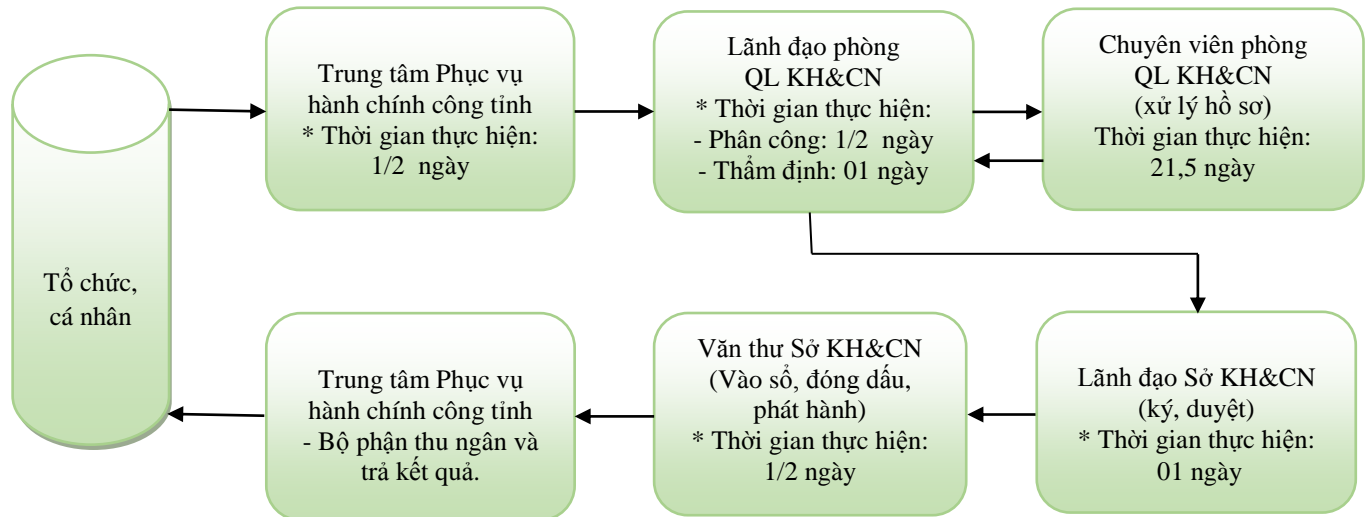 Tổ chức,
cá nhân
Trung tâm Phục vụ
hành chính công tỉnh
* Thời gian thực hiện:
1/2 ngày
Lãnh đạo phòng
QL KH&CN
* Thời gian thực hiện:
- Phân công: 1/2 ngày
- Thẩm định: 01 ngày
Chuyên viên phòng
QL KH&CN
(xử lý hồ sơ)
Thời gian thực hiện:
21,5 ngày
Lãnh đạo Sở KH&CN
(ký, duyệt)
* Thời gian thực hiện:
01 ngày
Văn thư Sở KH&CN
(Vào sổ, đóng dấu,
phát hành)
* Thời gian thực hiện:
1/2 ngày
Trung tâm Phục vụ
hành chính công tỉnh
- Bộ phận thu ngân và
trả kết quả.